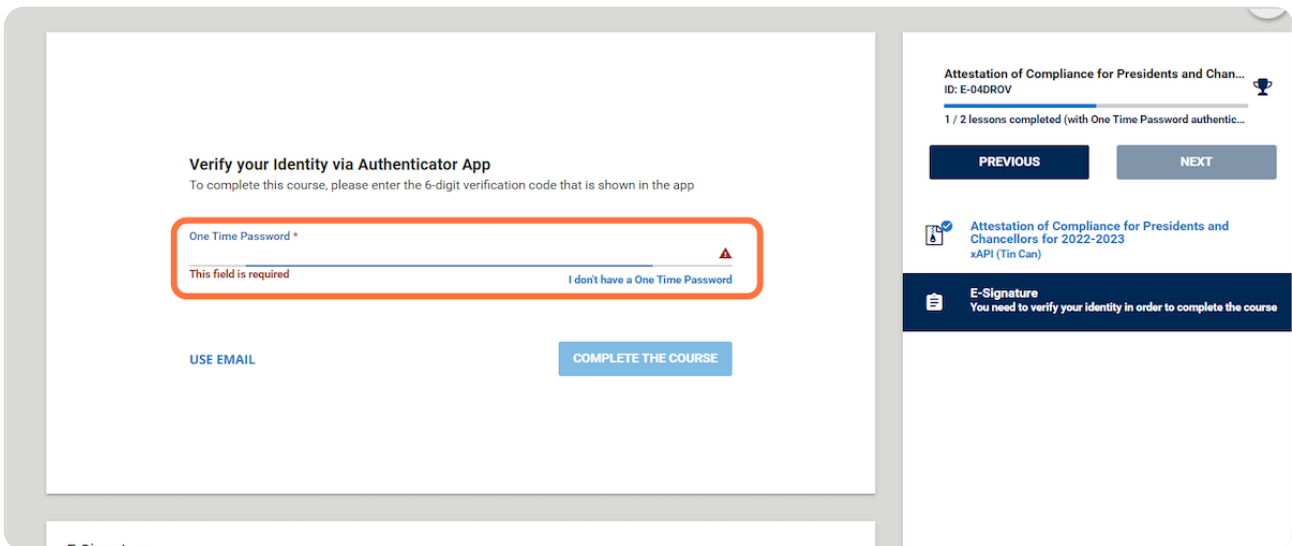 Verify your Identity via Authenticator App
To complete this course, please enter the 6-digit verification code that is shown in the app
One Time Password *
This field is required
I don't have a One Time Password
USE EMAIL
COMPLETE THE COURSE
Attestation of Compliance for Presidents and Chan...
ID: E-04DROV
1 / 2 lessons completed (with One Time Password authentic...
PREVIOUS
NEXT
Attestation of Compliance for Presidents and
Chancellors for 2022-2023
xAPI (Tin Can)
E-Signature
You need to verify your identity in order to complete the course